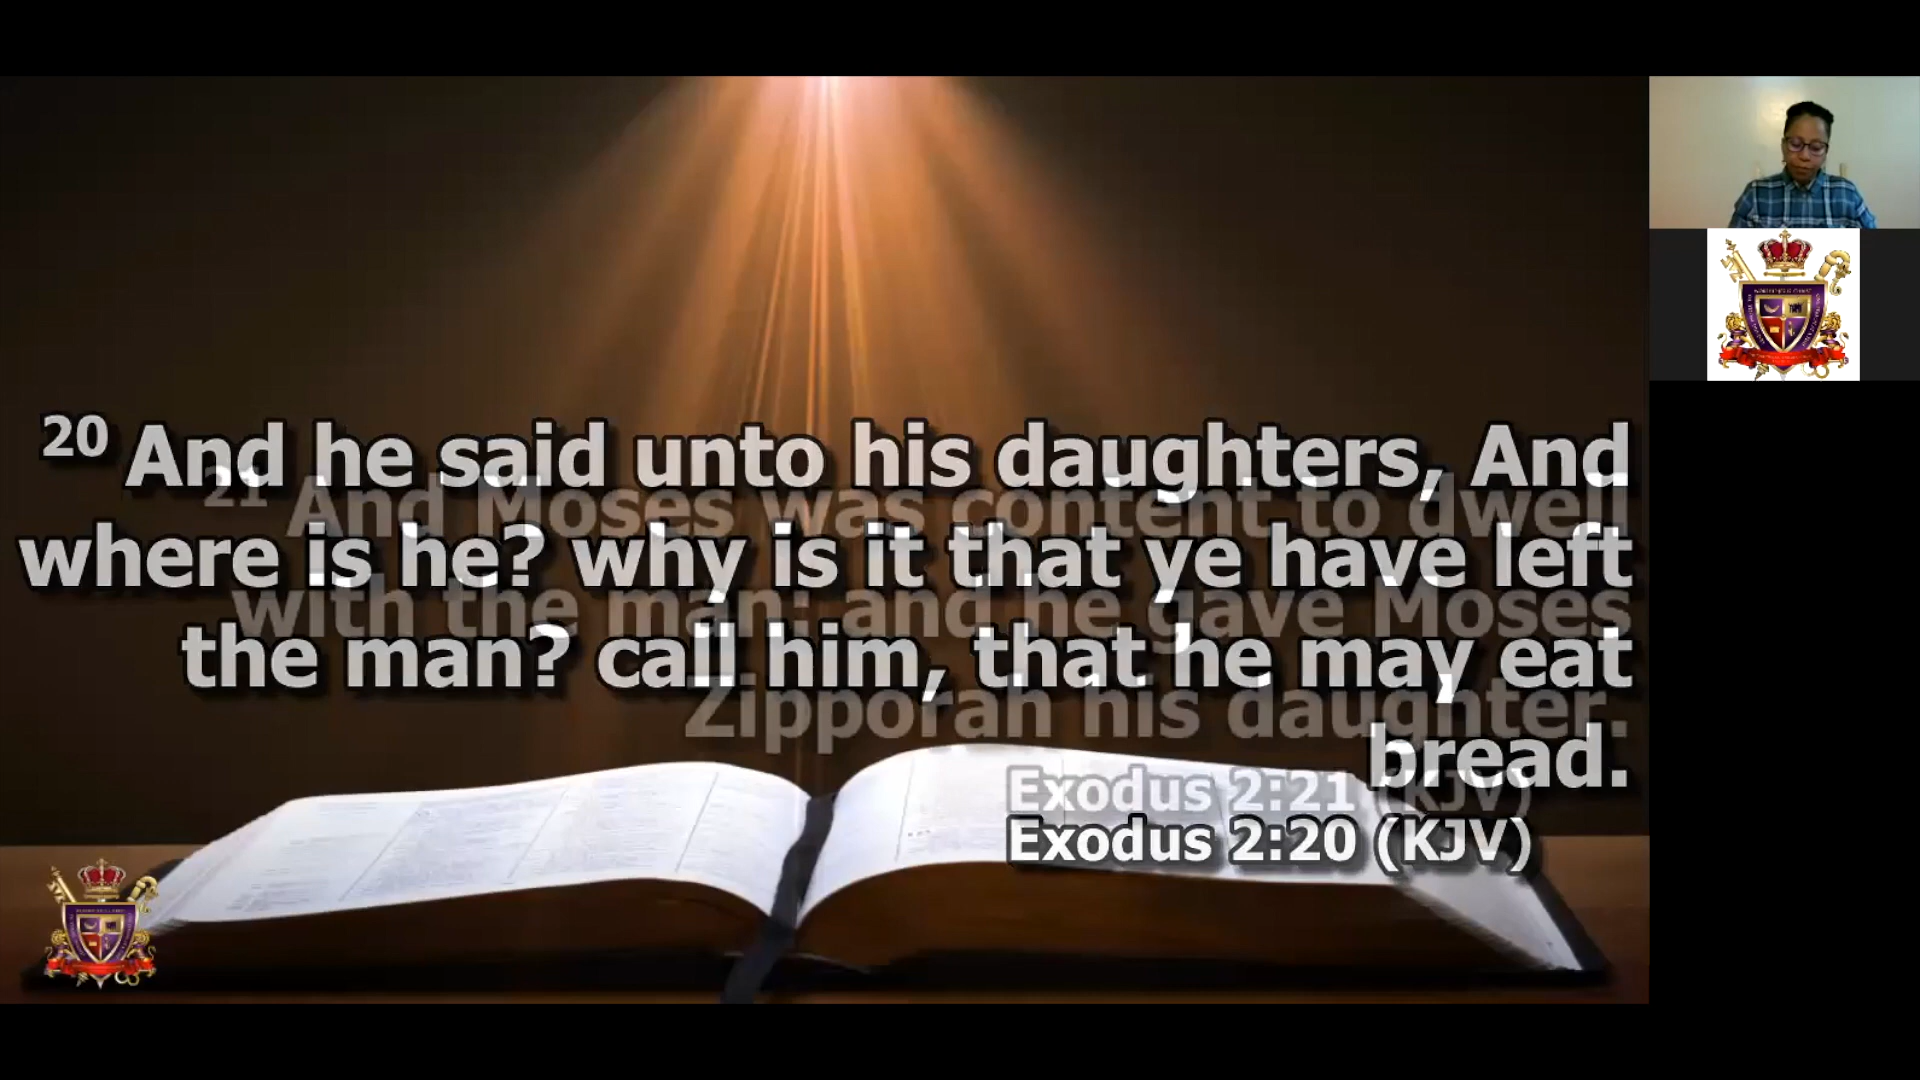 20 And he said unto his daughters, And
where is he? why is it that ye have left
the man? call him, that he may eat
bread.
Exodus 2:20 (KJV)
21 And Moses was content to dwell
with the man: and he gave Moses
Zipporah his daughter.
Exodus 2:21 (KJV)